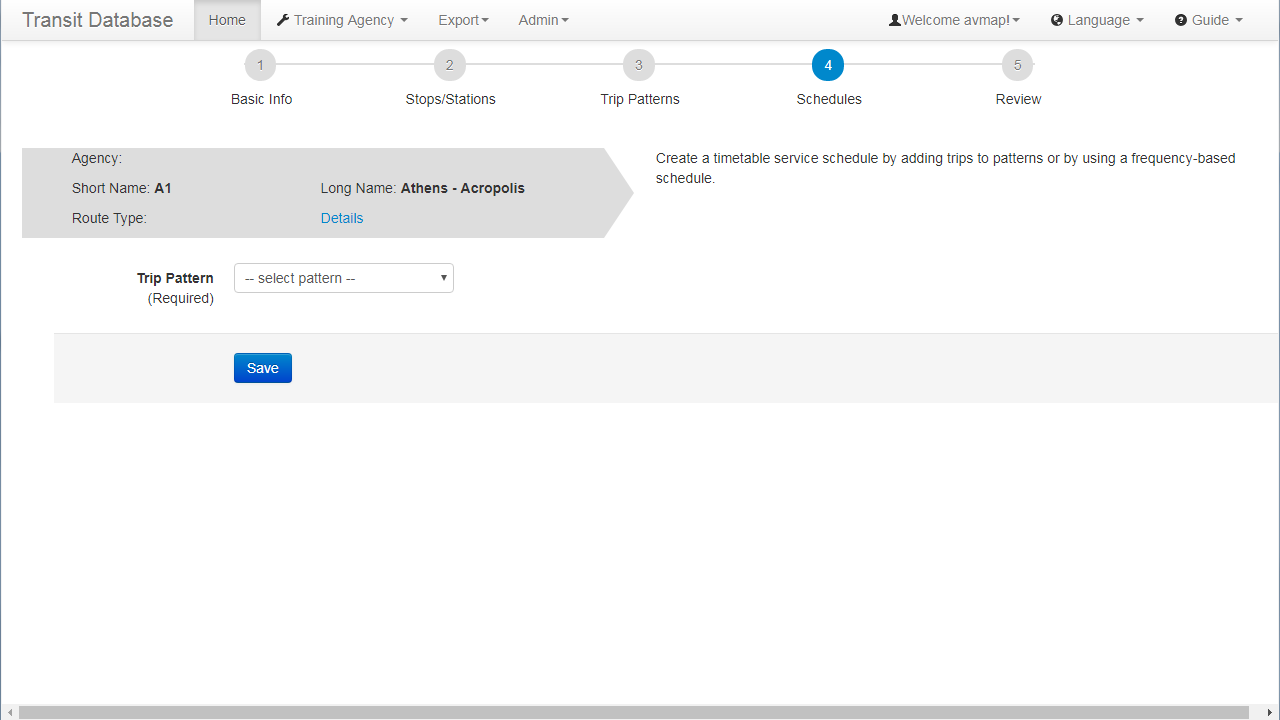 Transit Database Home Training Agency Export Admin Welcome avmap! Language Guide
1 2 3 4 5
Basic Info Stops/Stations Trip Patterns Schedules Review
Agency:
Short Name: A1 Long Name: Athens - Acropolis
Route Type: Details
Create a timetable service schedule by adding trips to patterns or by using a frequency-based
schedule.
Trip Pattern -- select pattern --
(Required)
Save